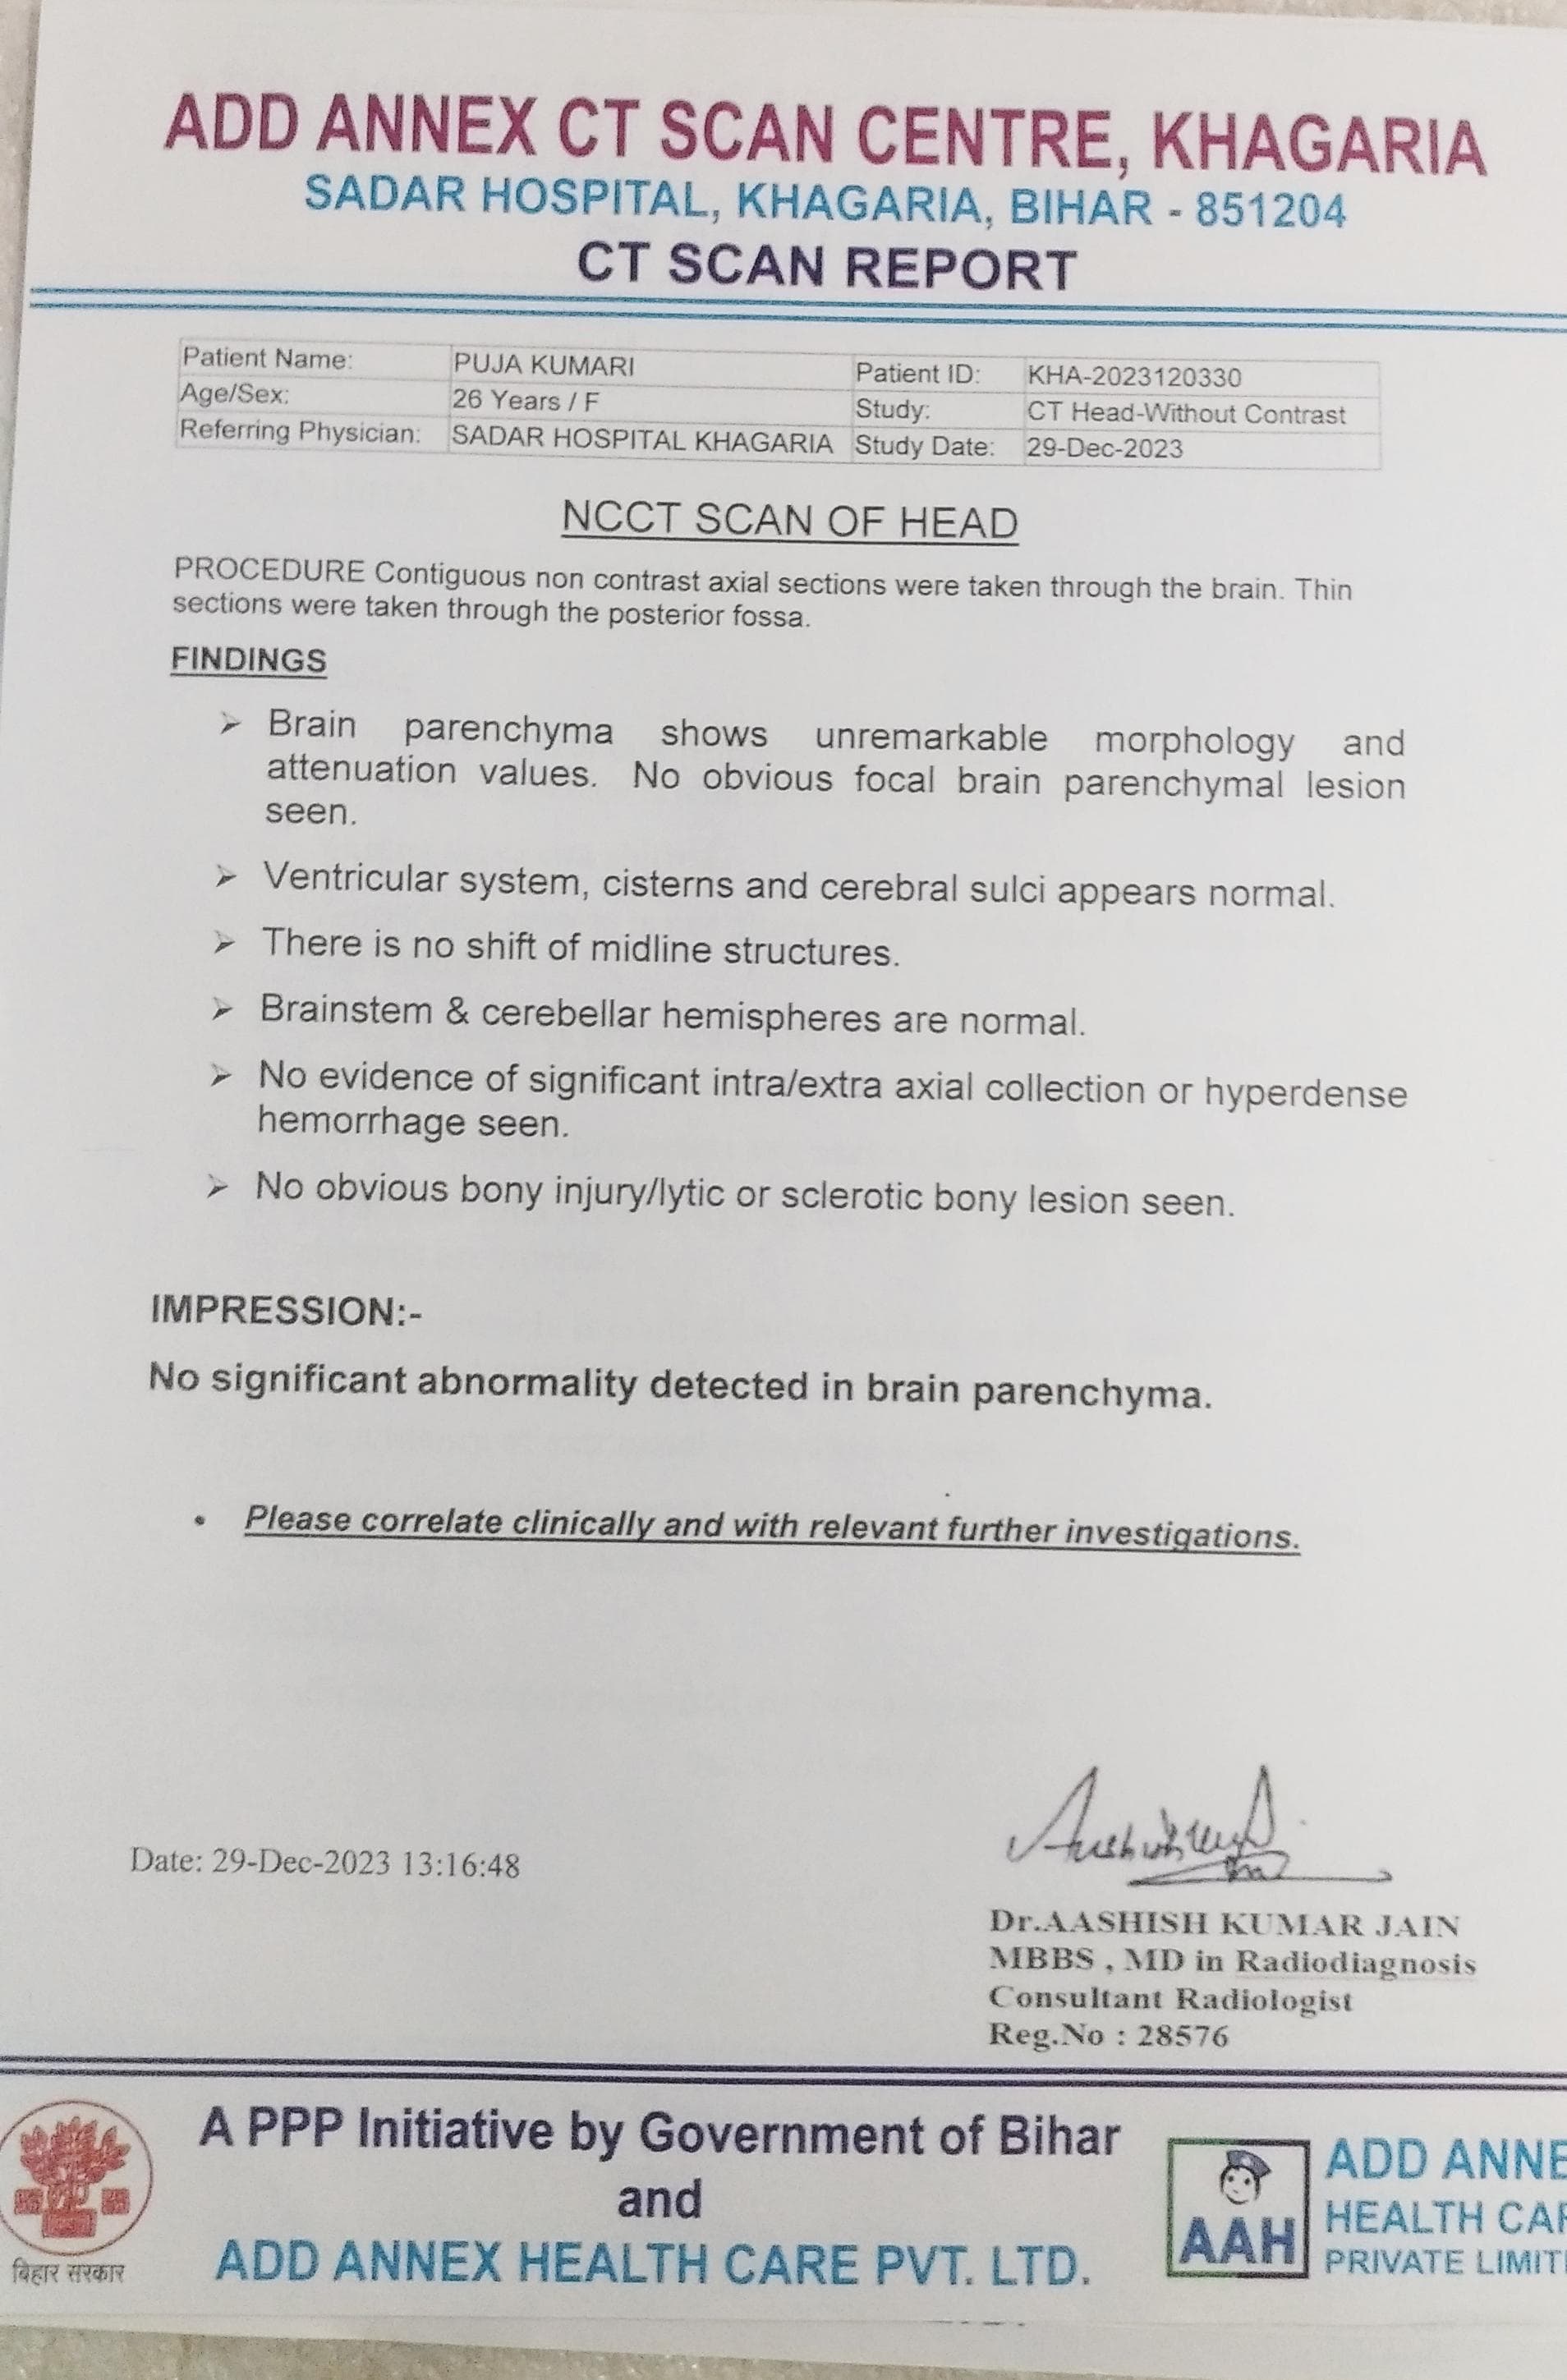 ADD ANNEX CT SCAN CENTRE, KHAGARIA
SADAR HOSPITAL, KHAGARIA, BIHAR - 851204
CT SCAN REPORT
Patient Name: PUJA KUMARI Patient ID: KHA-2023120330
Age/Sex: 26 Years / F Study: CT Head-Without Contrast
Referring Physician: SADAR HOSPITAL KHAGARIA Study Date: 29-Dec-2023
NCCT SCAN OF HEAD
PROCEDURE Contiguous non contrast axial sections were taken through the brain. Thin
sections were taken through the posterior fossa.
FINDINGS
➢ Brain parenchyma shows unremarkable morphology and
attenuation values. No obvious focal brain parenchymal lesion
seen.
➢ Ventricular system, cisterns and cerebral sulci appears normal.
➢ There is no shift of midline structures.
➢ Brainstem & cerebellar hemispheres are normal.
➢ No evidence of significant intra/extra axial collection or hyperdense
hemorrhage seen.
➢ No obvious bony injury/lytic or sclerotic bony lesion seen.
IMPRESSION:-
No significant abnormality detected in brain parenchyma.
• Please correlate clinically and with relevant further investigations.
Date: 29-Dec-2023 13:16:48
Dr.AASHISH KUMAR JAIN
MBBS , MD in Radiodiagnosis
Consultant Radiologist
Reg.No : 28576
A PPP Initiative by Government of Bihar
and
ADD ANNEX HEALTH CARE PVT. LTD.
बिहार सरकार
AAH
ADD ANNE
HEALTH CAR
PRIVATE LIMIT